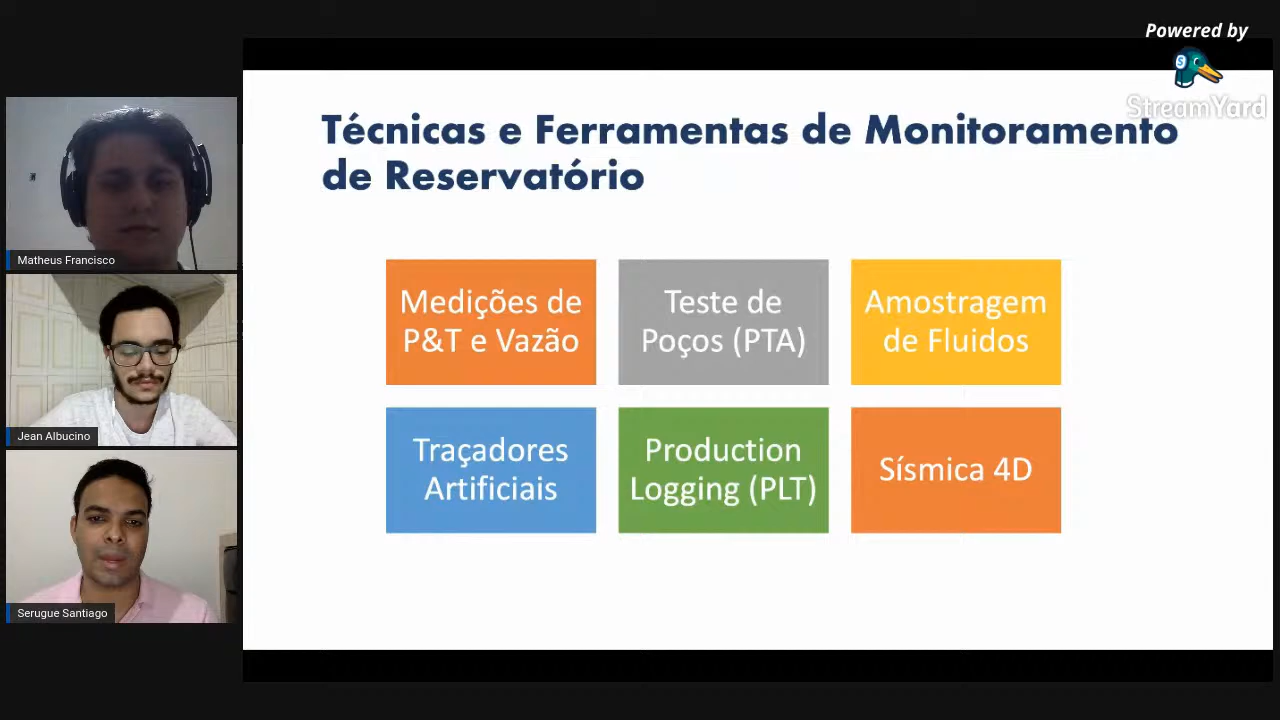 Powered by
StreamYard
Técnicas e Ferramentas de Monitoramento
de Reservatório
Medições de
P&T e Vazão
Teste de
Poços (PTA)
Amostragem
de Fluidos
Traçadores
Artificiais
Production
Logging (PLT)
Sísmica 4D
Matheus Francisco
Jean Albucino
Serugue Santiago